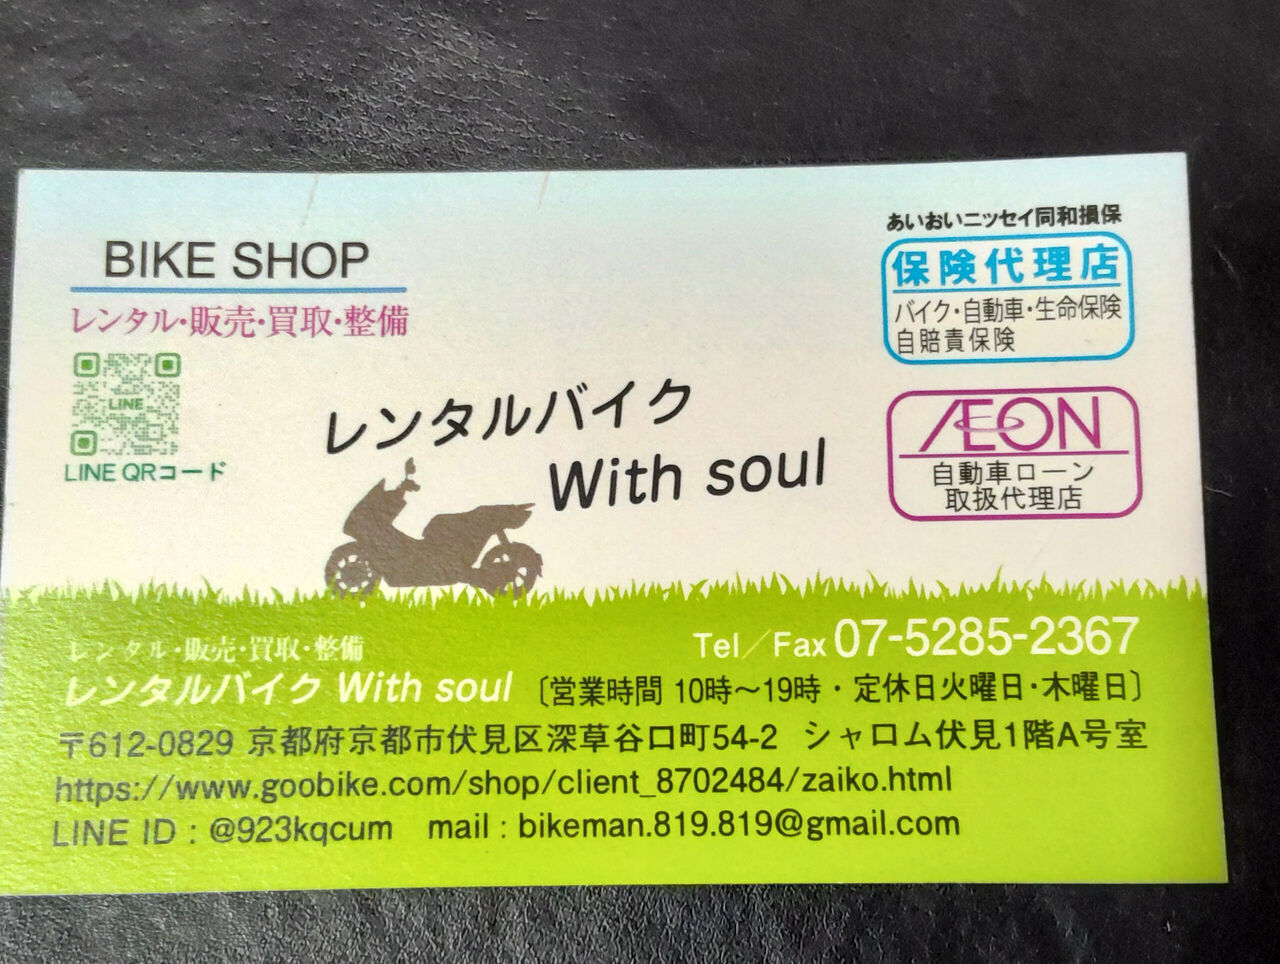 BIKE SHOP
レンタル・販売・買取・整備
LINE
LINE QRコード
レンタルバイク
With soul
あいおいニッセイ同和損保
保険代理店
バイク・自動車・生命保険
自賠責保険
ÆON
自動車ローン
取扱代理店
レンタル・販売・買取・整備
Tel／Fax 07-5285-2367
レンタルバイク With soul 〔営業時間 10時～19時・定休日火曜日・木曜日〕
〒612-0829 京都府京都市伏見区深草谷口町54-2 シャロム伏見1階A号室
https://www.goobike.com/shop/client_8702484/zaiko.html
LINE ID : @923kqcum mail : bikeman.819.819@gmail.com